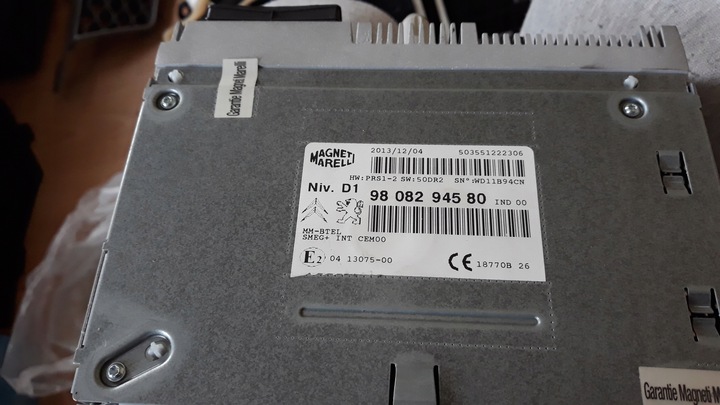 Garantie Magneti Marelli
MAGNETI
MARELLI
2013/12/04 503551222306
HW:PRS1-2 SW:50DR2 SN°:WD11B94CN
Niv. D1 98 082 945 80 IND 00
MM-BTEL
SMEG+ INT CEM00
E2 04 13075-00 CE 18770B 26
Garantie Magneti M